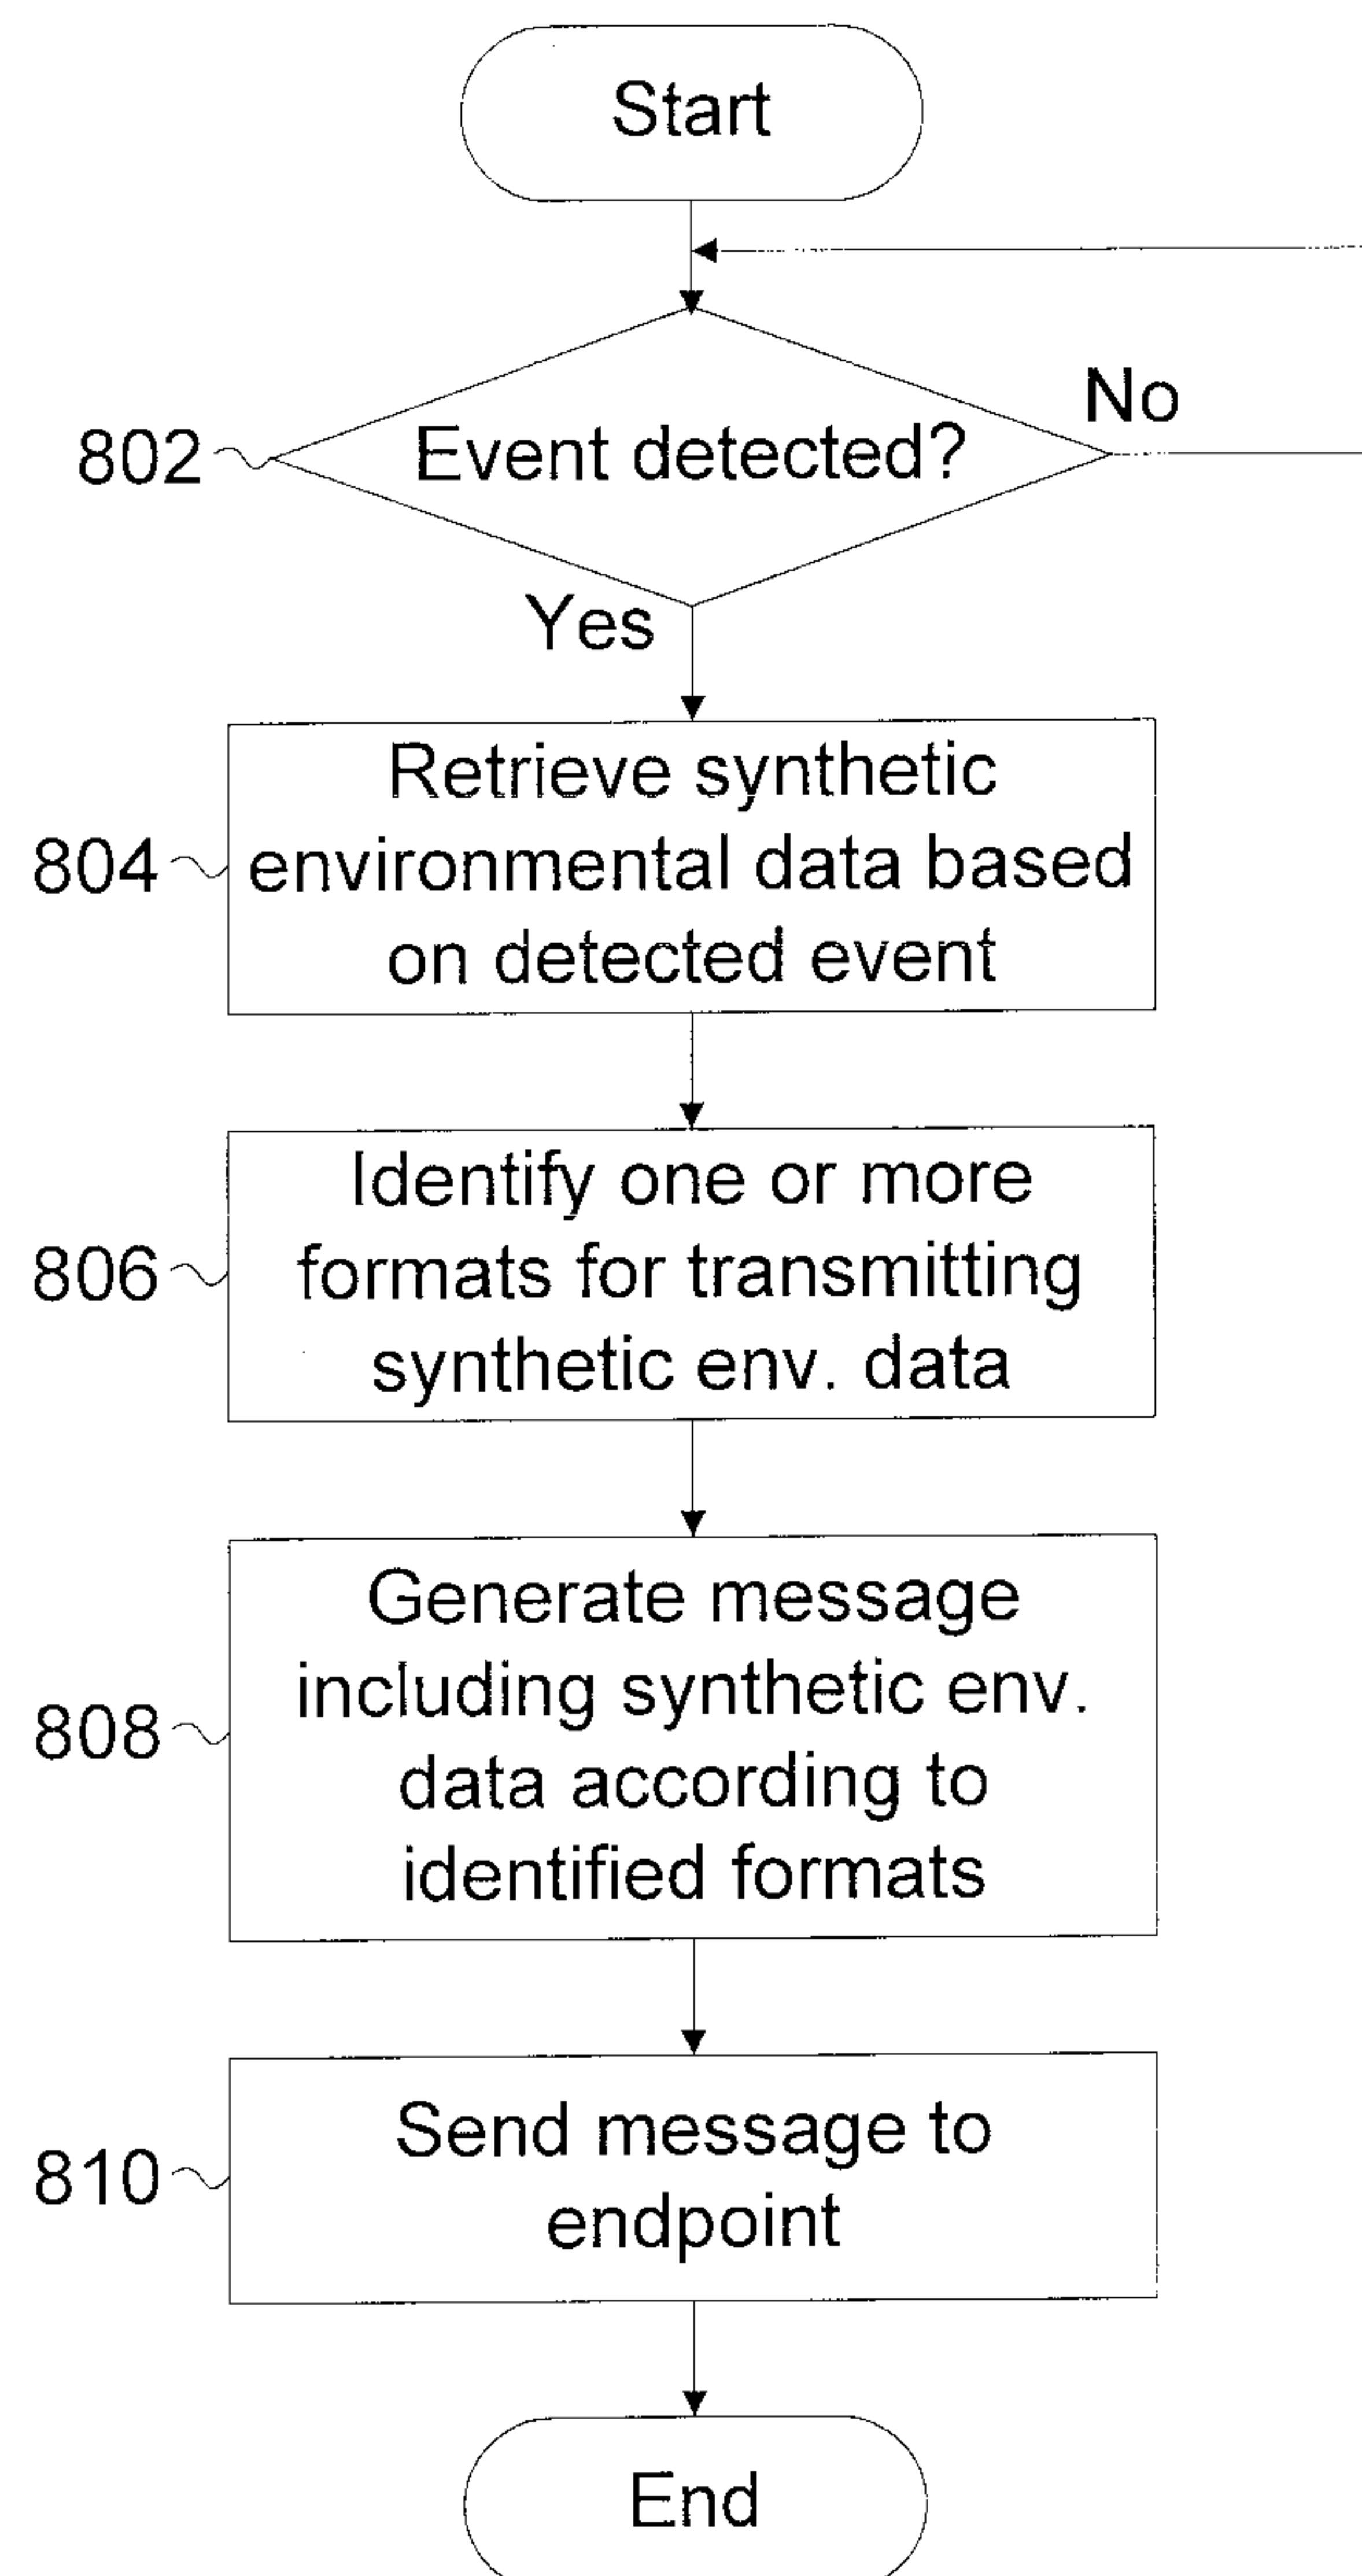 Start
No
802
Event detected?
Yes
804
Retrieve synthetic
environmental data based
on detected event
806
Identify one or more
formats for transmitting
synthetic env. data
808
Generate message
including synthetic env.
data according to
identified formats
810
Send message to
endpoint
End